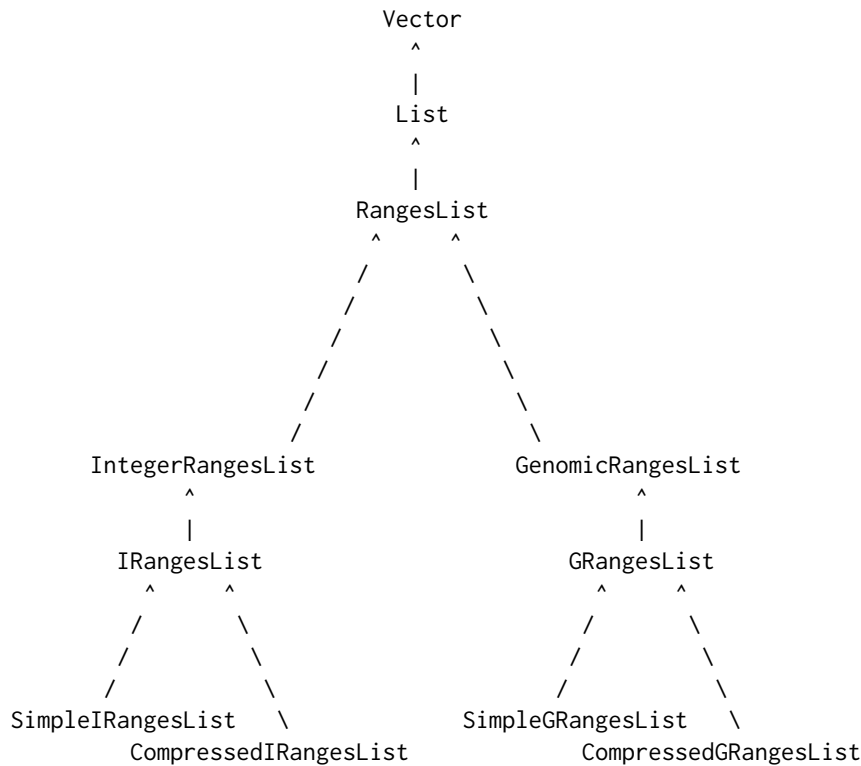 Vector
^
|
List
^
|
RangesList
^ ^
/ \
/ \
/ \
/ \
/ \
/ \
IntegerRangesList GenomicRangesList
^ ^
| |
IRangesList GRangesList
^ ^ ^ ^
/ \ / \
/ \ / \
/ \ / \
SimpleIRangesList \ SimpleGRangesList \
CompressedIRangesList CompressedGRangesList